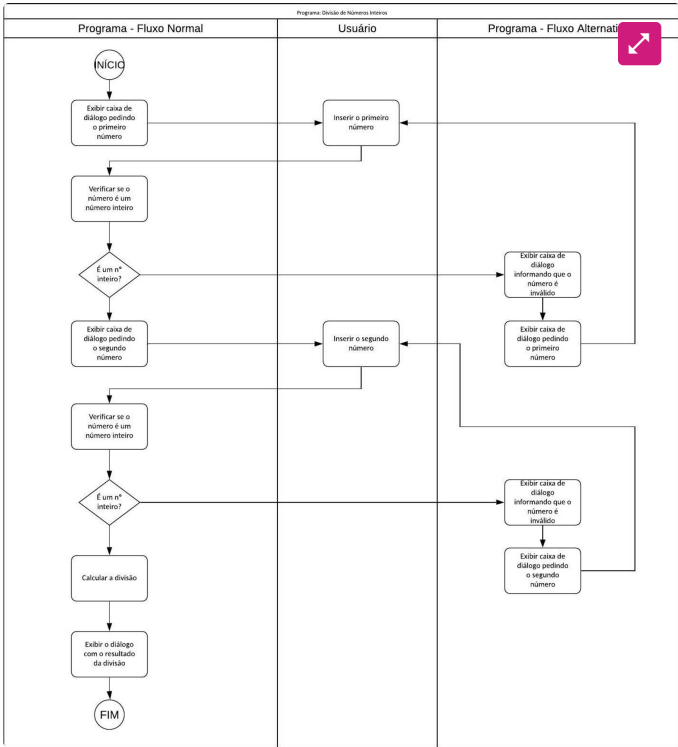 Programa: Divisão de Números Inteiros
Programa - Fluxo Normal
Usuário
Programa - Fluxo Alternati
INÍCIO
Exibir caixa de
diálogo pedindo
o primeiro
número
Inserir o primeiro
número
Verificar se o
número é um
número inteiro
É um nº
inteiro?
Exibir caixa de
diálogo
informando que o
número é
inválido
Exibir caixa de
diálogo pedindo
o segundo
número
Inserir o segundo
número
Exibir caixa de
diálogo pedindo
o primeiro
número
Verificar se o
número é um
número inteiro
É um nº
inteiro?
Exibir caixa de
diálogo
informando que o
número é
inválido
Exibir caixa de
diálogo pedindo
o segundo
número
Calcular a divisão
Exibir o diálogo
com o resultado
da divisão
FIM